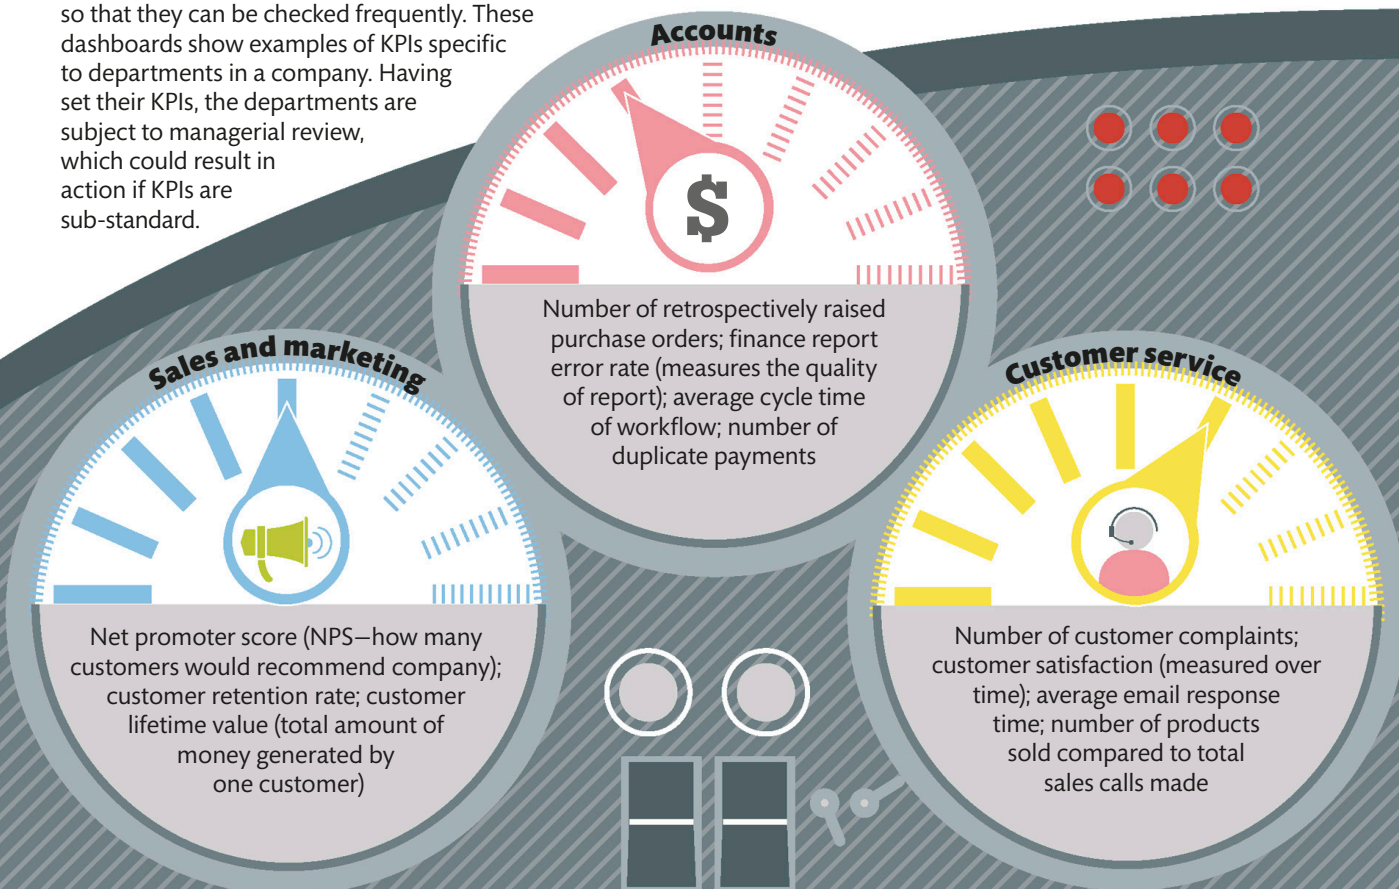 so that they can be checked frequently. These
dashboards show examples of KPIs specific
to departments in a company. Having
set their KPIs, the departments are
subject to managerial review,
which could result in
action if KPIs are
sub-standard.
Accounts
$
Number of retrospectively raised
purchase orders; finance report
error rate (measures the quality
of report); average cycle time
of workflow; number of
duplicate payments
Sales and marketing
Net promoter score (NPS—how many
customers would recommend company);
customer retention rate; customer
lifetime value (total amount of
money generated by
one customer)
Customer service
Number of customer complaints;
customer satisfaction (measured over
time); average email response
time; number of products
sold compared to total
sales calls made